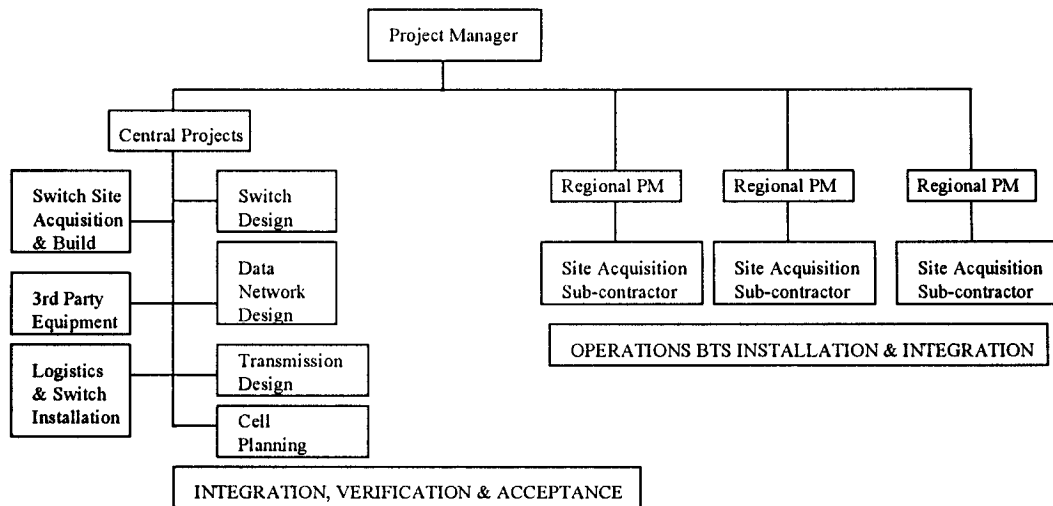 Project Manager
Central Projects
Switch Site
Acquisition
& Build
Switch
Design
3rd Party
Equipment
Data
Network
Design
Logistics
& Switch
Installation
Transmission
Design
Cell
Planning
INTEGRATION, VERIFICATION & ACCEPTANCE
Regional PM
Site Acquisition
Sub-contractor
Regional PM
Site Acquisition
Sub-contractor
Regional PM
Site Acquisition
Sub-contractor
OPERATIONS BTS INSTALLATION & INTEGRATION